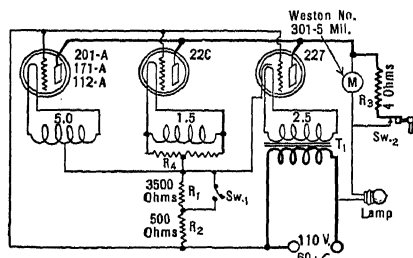 Weston No.
301-5 Mil.
201-A
171-A
112-A
226
227
M
R3
4 Ohms
Sw.2
5.0
1.5
2.5
T1
R4
3500
Ohms
R1
Sw.1
500
Ohms
R2
Lamp
110 V.
60~C.